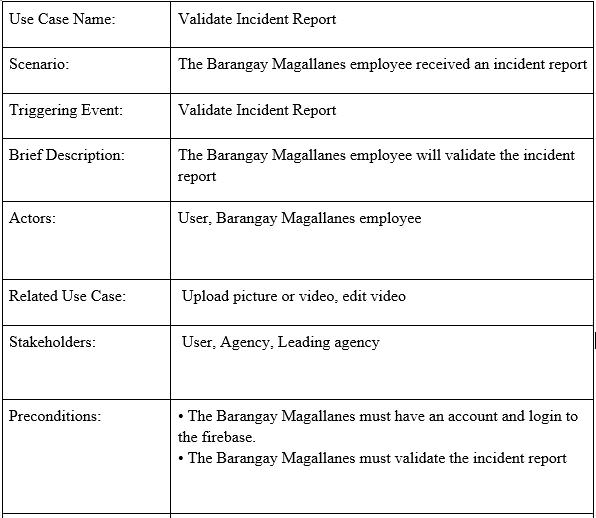 Use Case Name: Validate Incident Report
Scenario: The Barangay Magallanes employee received an incident report
Triggering Event: Validate Incident Report
Brief Description: The Barangay Magallanes employee will validate the incident
report
Actors: User, Barangay Magallanes employee
Related Use Case: Upload picture or video, edit video
Stakeholders: User, Agency, Leading agency
Preconditions: • The Barangay Magallanes must have an account and login to
the firebase.
• The Barangay Magallanes must validate the incident report